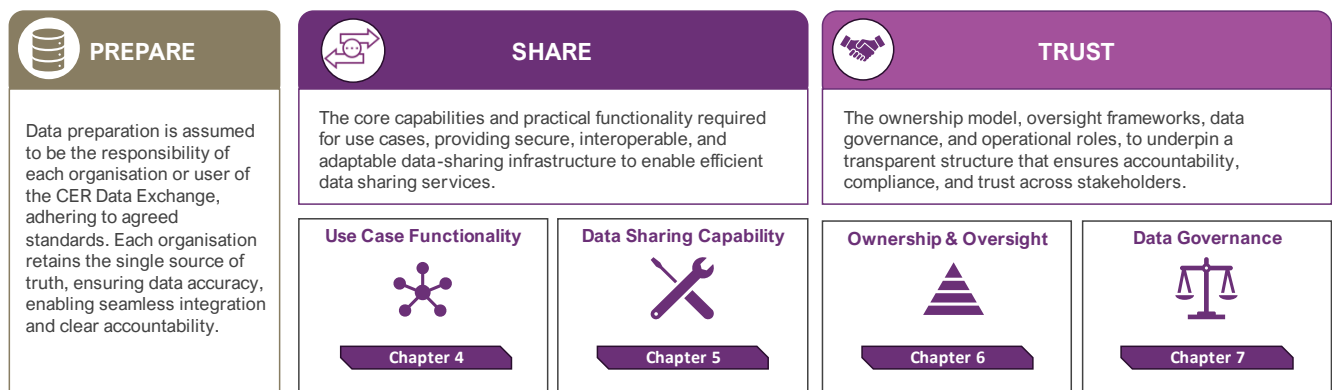 PREPARE
Data preparation is assumed
to be the responsibility of
each organisation or user of
the CER Data Exchange,
adhering to agreed
standards. Each organisation
retains the single source of
truth, ensuring data accuracy,
enabling seamless integration
and clear accountability.
SHARE
The core capabilities and practical functionality required
for use cases, providing secure, interoperable, and
adaptable data-sharing infrastructure to enable efficient
data sharing services.
Use Case Functionality
Chapter 4
Data Sharing Capability
Chapter 5
TRUST
The ownership model, oversight frameworks, data
governance, and operational roles, to underpin a
transparent structure that ensures accountability,
compliance, and trust across stakeholders.
Ownership & Oversight
Chapter 6
Data Governance
Chapter 7